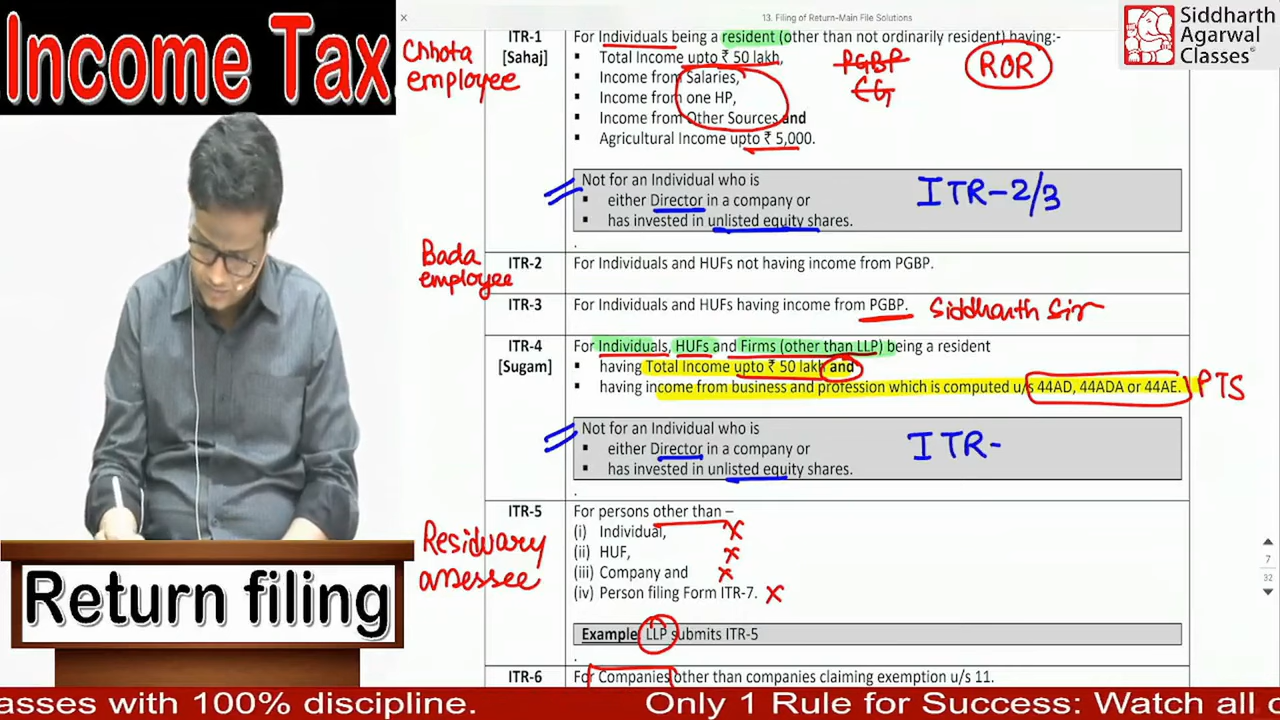 Income Tax
Return filing
13. Filing of Return-Main File Solutions
Siddharth
Agarwal
Classes®
Chhota
employee
ITR-1
[Sahaj]
For Individuals being a resident (other than not ordinarily resident) having:-
▪ Total Income upto ₹ 50 lakh,
▪ Income from Salaries,
▪ Income from one HP,
▪ Income from Other Sources and
▪ Agricultural Income upto ₹ 5,000.
PGBP
CG
ROR
Not for an Individual who is
▪ either Director in a company or
▪ has invested in unlisted equity shares.
ITR-2/3
.
Bada
employee
ITR-2
For Individuals and HUFs not having income from PGBP.
ITR-3
For Individuals and HUFs having income from PGBP.
Siddharth Sir
ITR-4
[Sugam]
For Individuals, HUFs and Firms (other than LLP) being a resident
▪ having Total Income upto ₹ 50 lakh and
▪ having income from business and profession which is computed u/s 44AD, 44ADA or 44AE.
PTS
Not for an Individual who is
▪ either Director in a company or
▪ has invested in unlisted equity shares.
ITR-
.
Residuary
assessee
ITR-5
For persons other than –
(i) Individual,
(ii) HUF,
(iii) Company and
(iv) Person filing Form ITR-7.
Example: LLP submits ITR-5
.
ITR-6
For Companies other than companies claiming exemption u/s 11.
7
32
asses with 100% discipline.
Only 1 Rule for Success: Watch all c